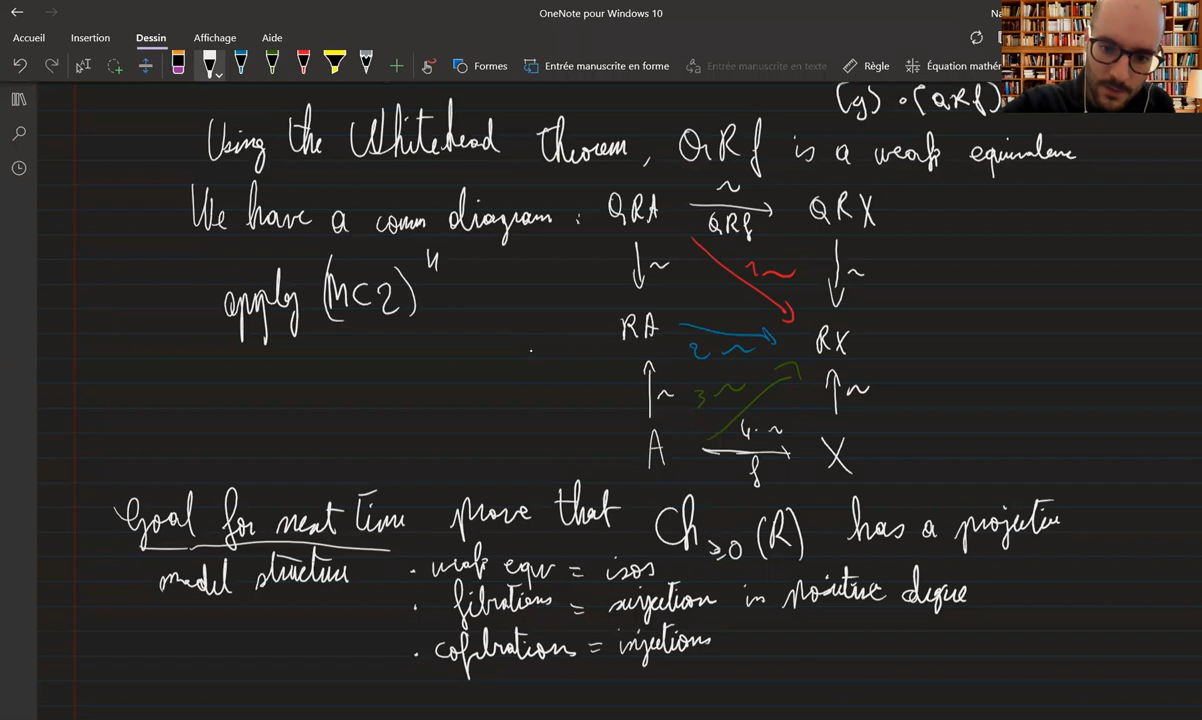 OneNote pour Windows 10
Accueil Insertion Dessin Affichage Aide
Formes Entrée manuscrite en forme Entrée manuscrite en texte Règle Équation mathé
(g) • (QRf)
Using the Whitehead theorem, QRf is a weak equivalence
We have a comm diagram : QRA ~ QRf QRX
apply (MC2)⁴
~ 1 ~ ~
RA 2 ~ RX
~ 3 ~ ~
A 4. ~ f X
Goal for next time prove that Ch≥0 (R) has a projective
model structure • weak equ = isos
• fibrations = surjection in positive degree
• cofibrations = injections